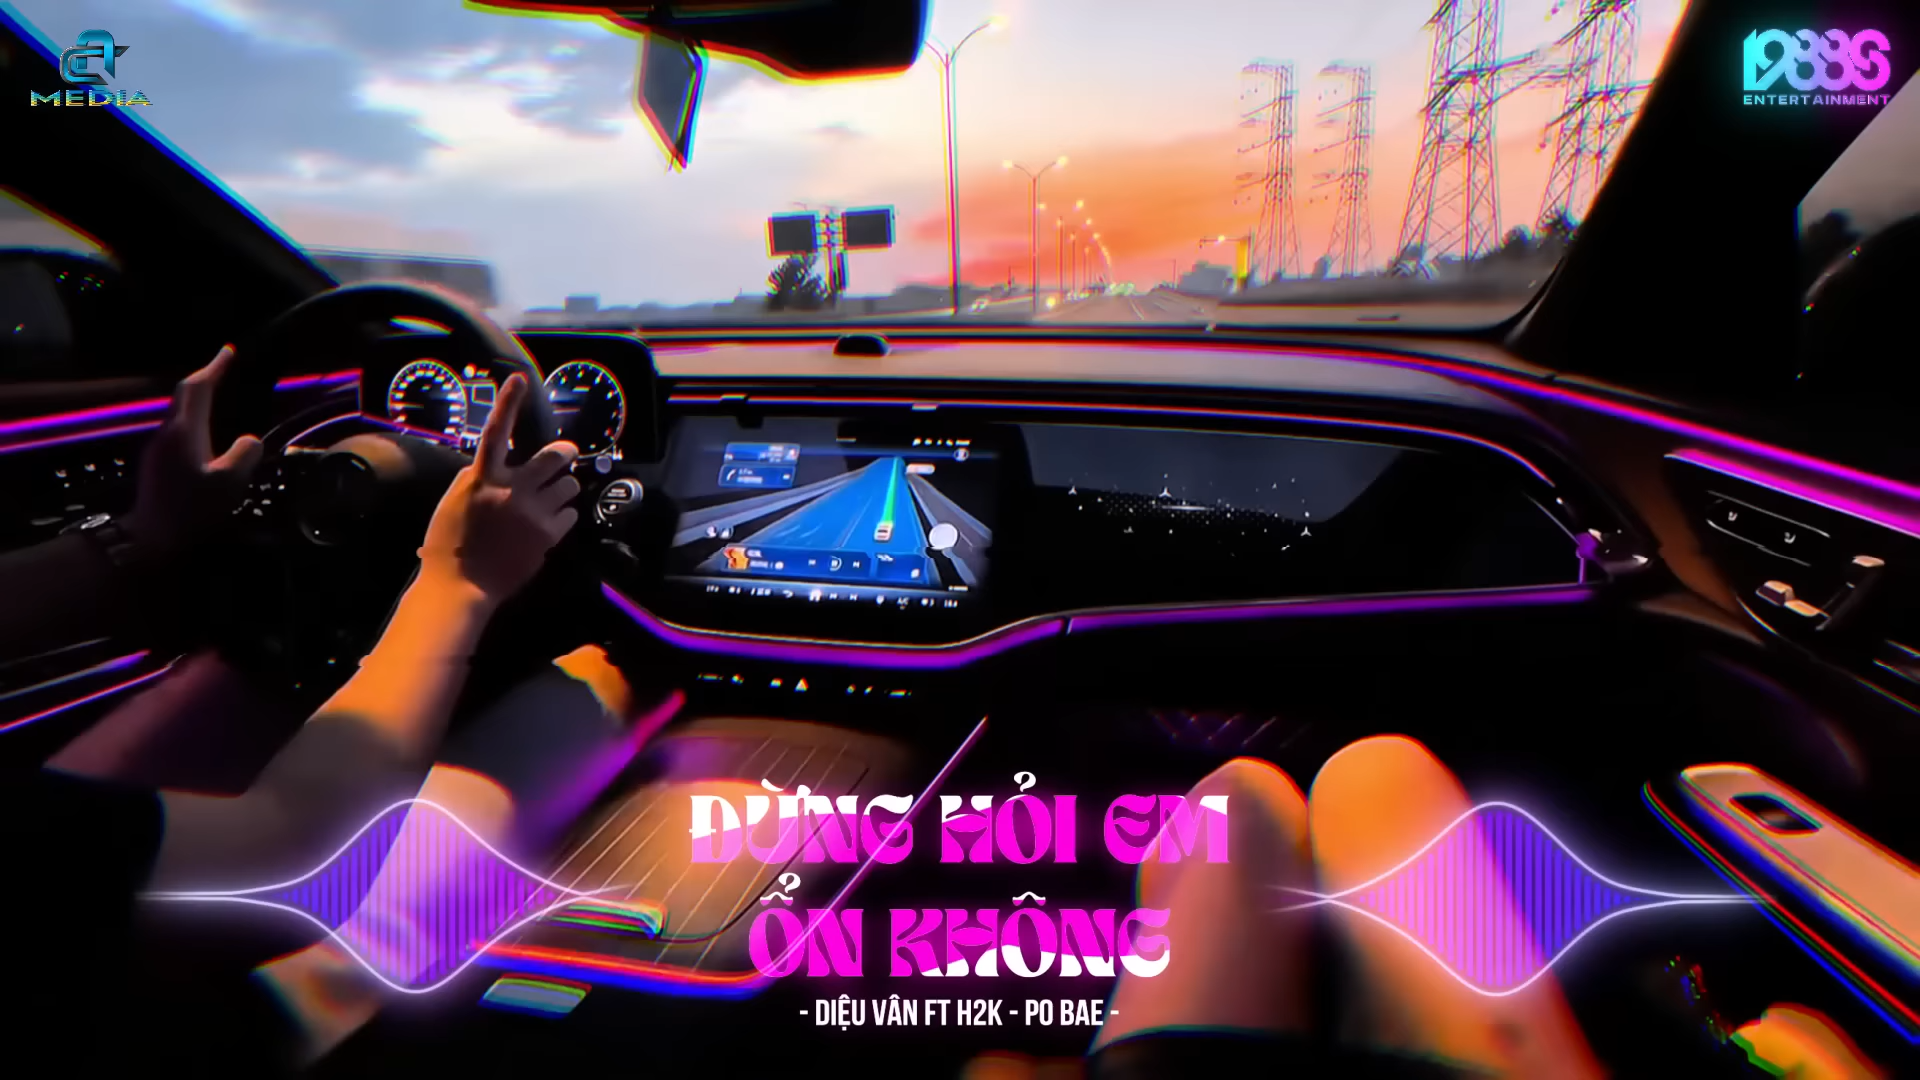 MEDIA
1988S
ENTERTAINMENT
ĐỪNG HỎI EM
ỔN KHÔNG
- DIỆU VÂN FT H2K - PO BAE -